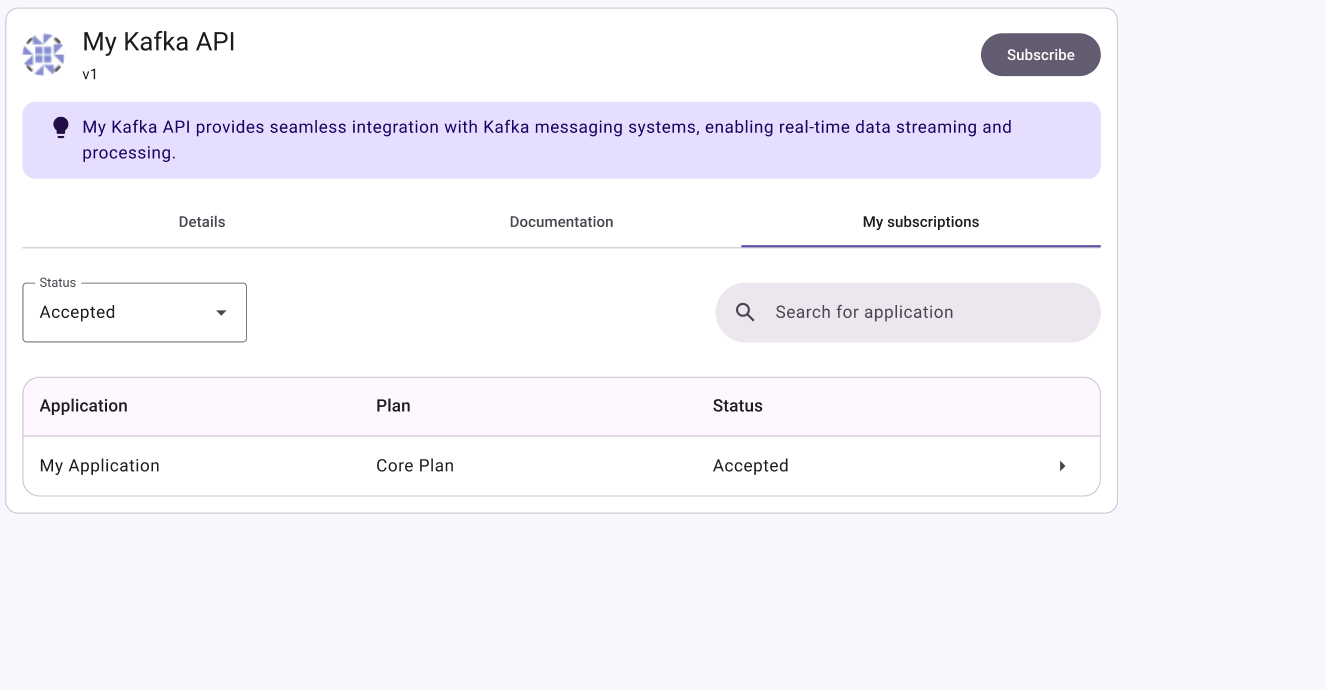 My Kafka API
v1
Subscribe
My Kafka API provides seamless integration with Kafka messaging systems, enabling real-time data streaming and
processing.
Details Documentation My subscriptions
Status
Accepted
Search for application
Application Plan Status
My Application Core Plan Accepted